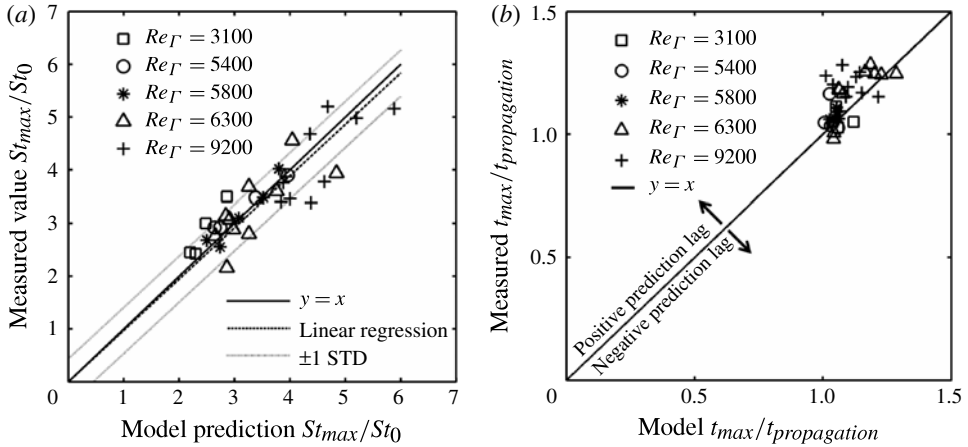 (a)
7
6
5
4
3
2
1
0
1
2
3
4
5
6
7
Measured value St_max/St_0
Model prediction St_max/St_0
Re_Γ = 3100
Re_Γ = 5400
Re_Γ = 5800
Re_Γ = 6300
Re_Γ = 9200
y = x
Linear regression
±1 STD
(b)
1.5
1.0
0.5
0
0.5
1.0
1.5
Measured t_max/t_propagation
Model t_max/t_propagation
Re_Γ = 3100
Re_Γ = 5400
Re_Γ = 5800
Re_Γ = 6300
Re_Γ = 9200
y = x
Positive prediction lag
Negative prediction lag